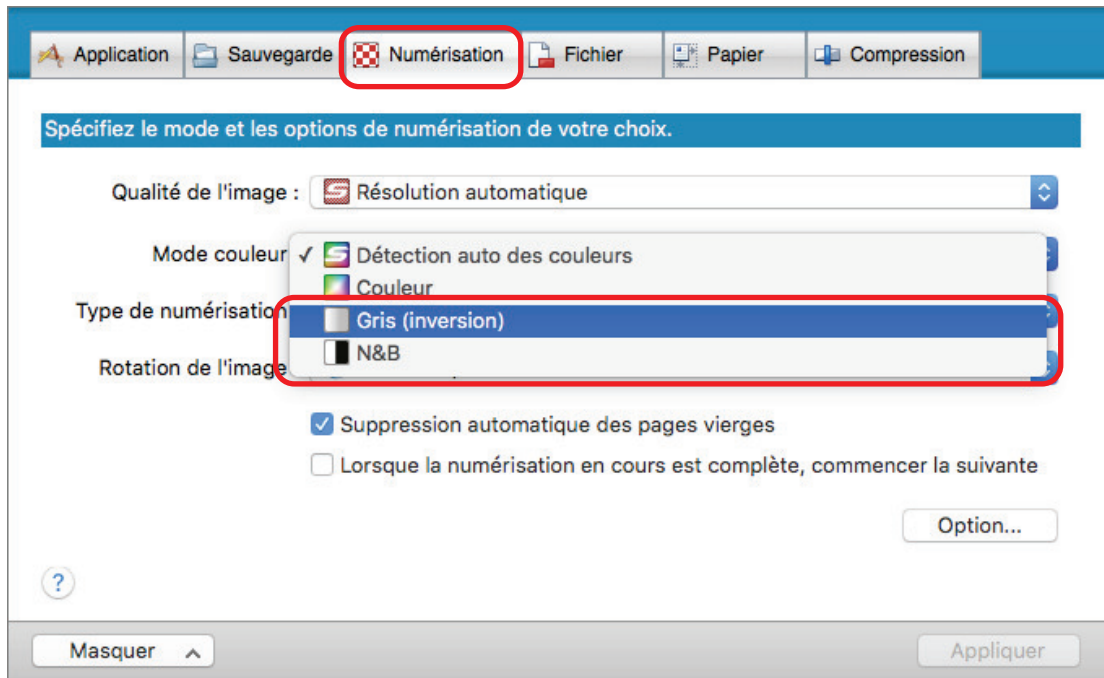 Application Sauvegarde Numérisation Fichier Papier Compression
Spécifiez le mode et les options de numérisation de votre choix.
Qualité de l'image : Résolution automatique
Mode couleur ✓ Détection auto des couleurs
Couleur
Type de numérisation Gris (inversion)
N&B
Rotation de l'image
Suppression automatique des pages vierges
Lorsque la numérisation en cours est complète, commencer la suivante
Option...
?
Masquer Appliquer